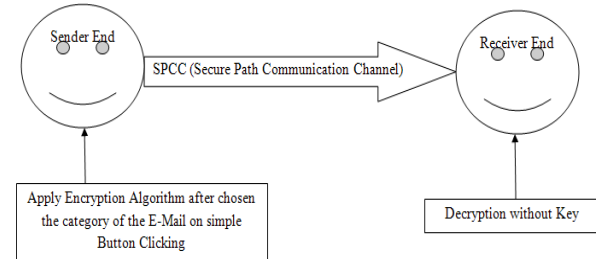 Sender End
Receiver End
SPCC (Secure Path Communication Channel)
Apply Encryption Algorithm after chosen
the category of the E-Mail on simple
Button Clicking
Decryption without Key